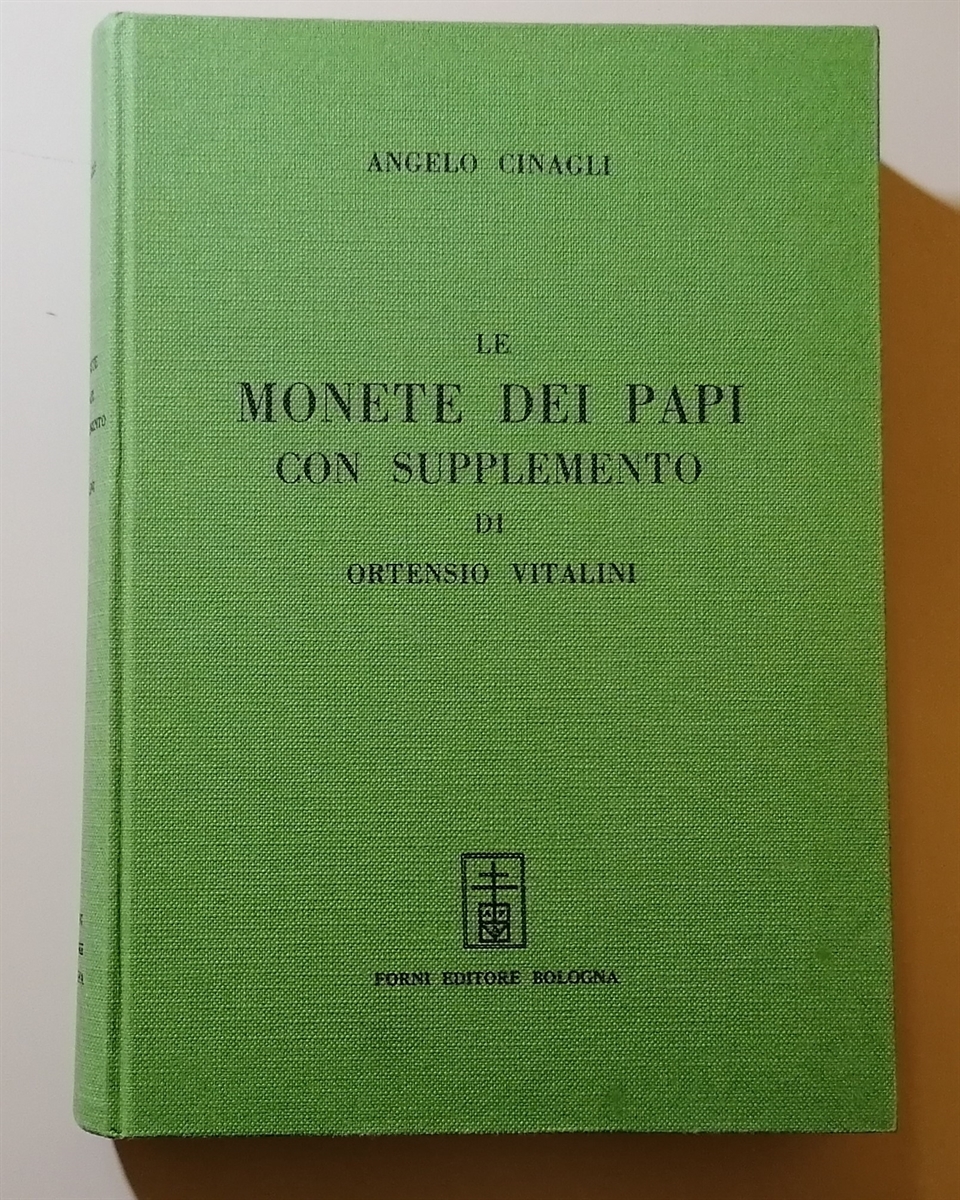 ANGELO CINAGLI
LE
MONETE DEI PAPI
CON SUPPLEMENTO
DI
ORTENSIO VITALINI
FORNI EDITORE BOLOGNA